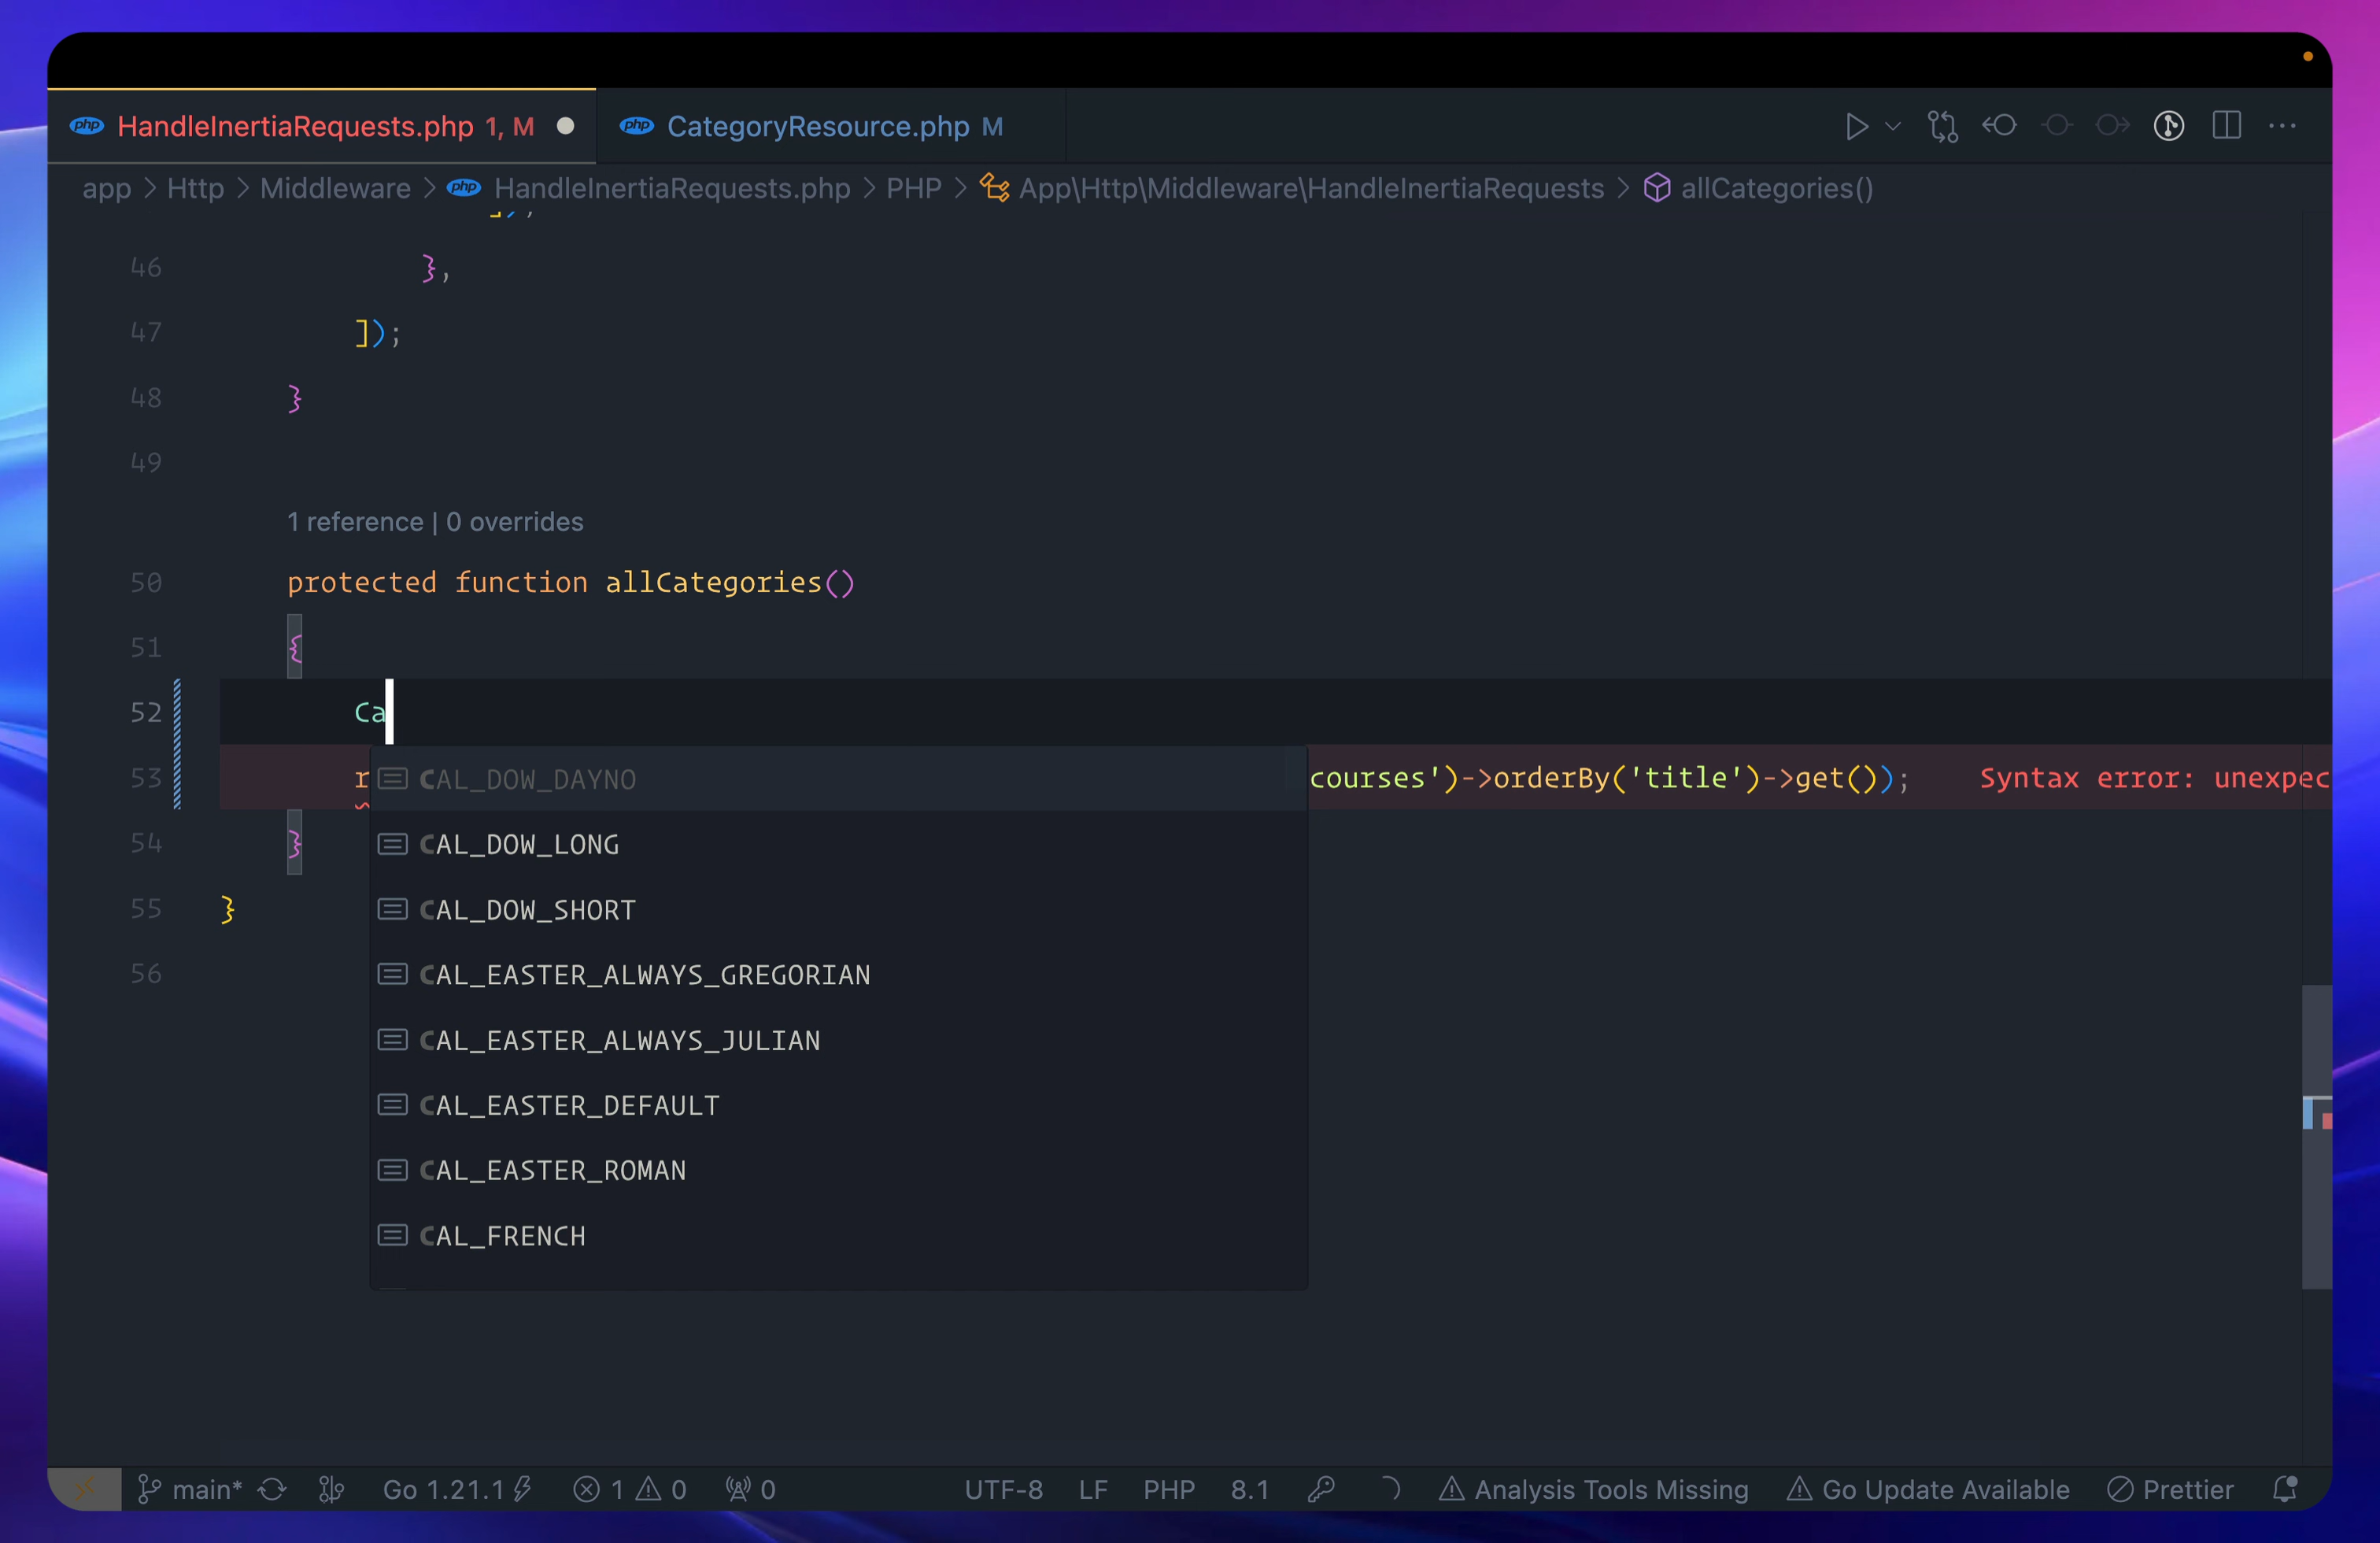 php HandleInertiaRequests.php 1, M php CategoryResource.php M
app > Http > Middleware > php HandleInertiaRequests.php > PHP > App\Http\Middleware\HandleInertiaRequests > allCategories()
]);
46 },
47 ]);
48 }
49
1 reference | 0 overrides
50 protected function allCategories()
51 {
52 Ca
53 r courses')->orderBy('title')->get()); Syntax error: unexpec
CAL_DOW_DAYNO
54 }
CAL_DOW_LONG
55 }
CAL_DOW_SHORT
56
CAL_EASTER_ALWAYS_GREGORIAN
CAL_EASTER_ALWAYS_JULIAN
CAL_EASTER_DEFAULT
CAL_EASTER_ROMAN
CAL_FRENCH
main* Go 1.21.1 1 0 0 UTF-8 LF PHP 8.1 Analysis Tools Missing Go Update Available Prettier